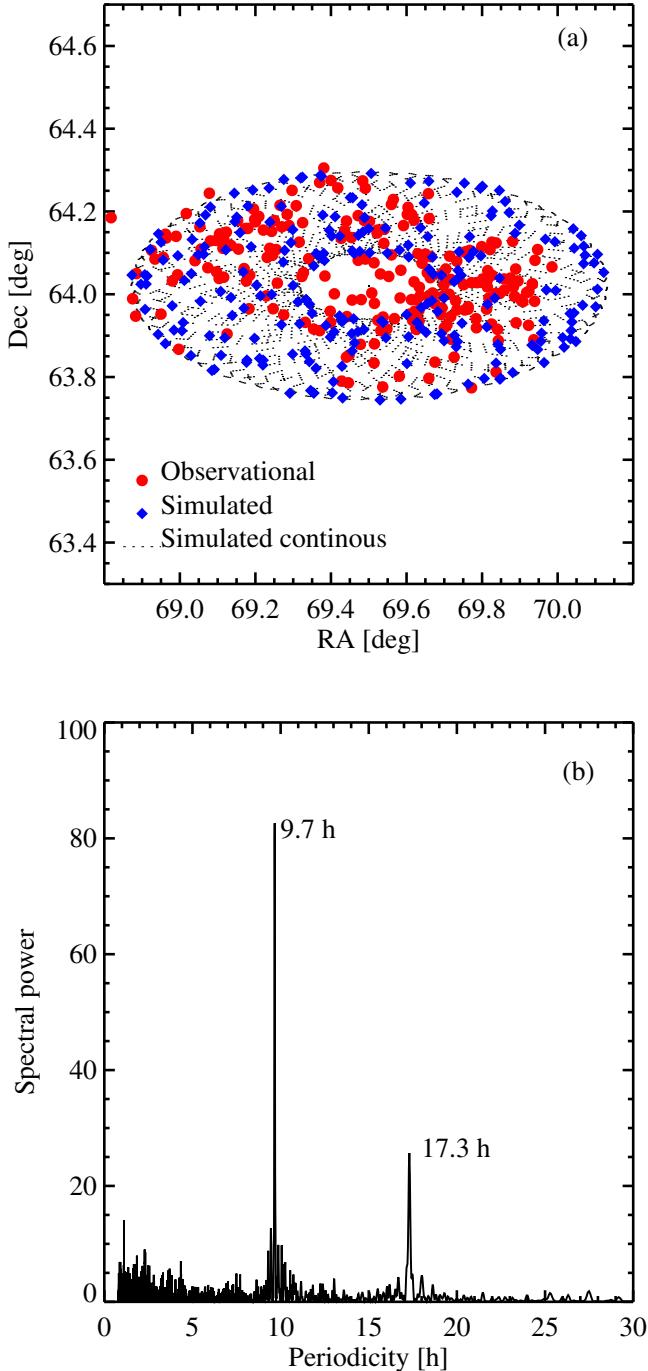 (a)
64.6
64.4
64.2
64.0
63.8
63.6
63.4
Dec [deg]
Observational
Simulated
Simulated continous
69.0 69.2 69.4 69.6 69.8 70.0
RA [deg]
(b)
100
80
60
40
20
0
Spectral power
9.7 h
17.3 h
0 5 10 15 20 25 30
Periodicity [h]